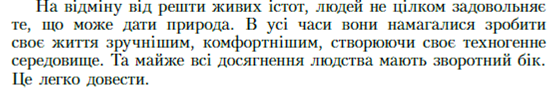 На відміну від решти живих істот, людей не цілком задовольняє
те, що може дати природа. В усі часи вони намагалися зробити
своє життя зручнішим, комфортнішим, створюючи своє техногенне
середовище. Та майже всі досягнення людства мають зворотний бік.
Це легко довести.